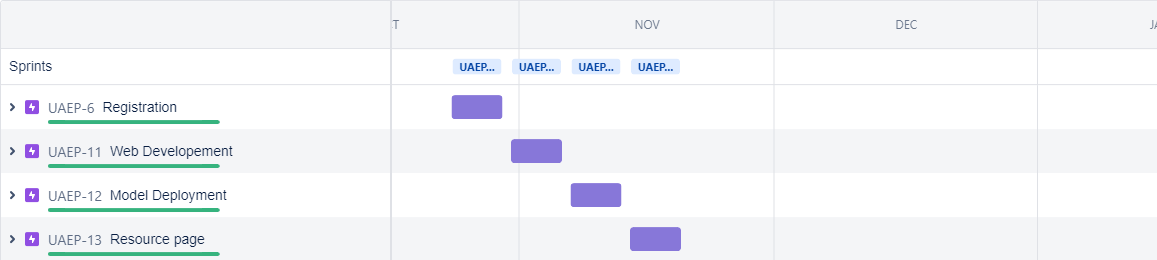 T NOV DEC JA
Sprints UAEP... UAEP... UAEP... UAEP...
UAEP-6 Registration
UAEP-11 Web Developement
UAEP-12 Model Deployment
UAEP-13 Resource page